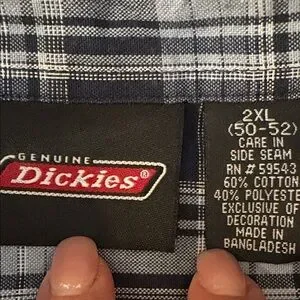 GENUINE
Dickies®
2XL
(50-52)
CARE IN
SIDE SEAM
RN # 59543
60% COTTON
40% POLYESTE
EXCLUSIVE OF
DECORATION
MADE IN
BANGLADESH